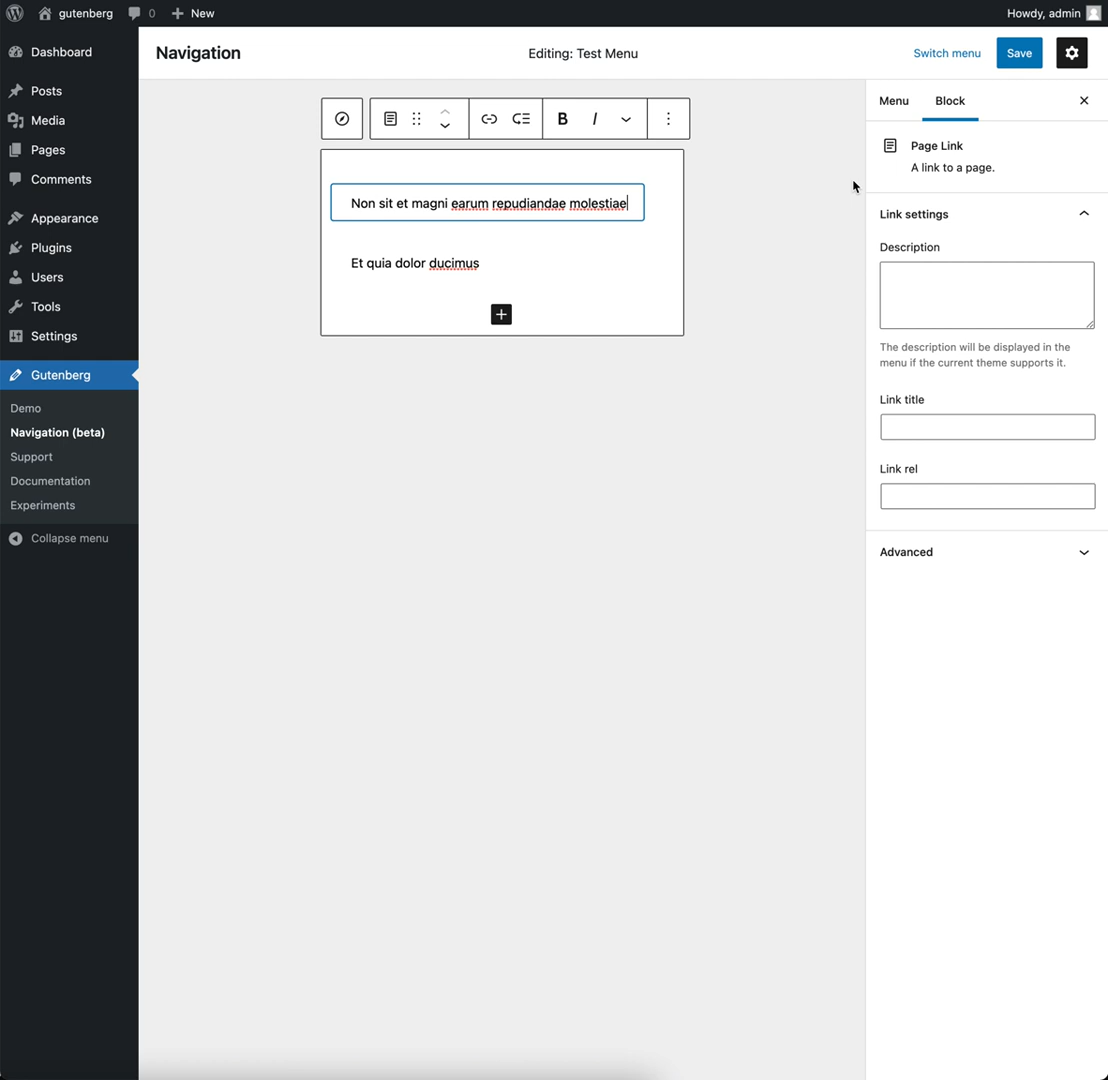 gutenberg 0 New Howdy, admin
Dashboard
Posts
Media
Pages
Comments
Appearance
Plugins
Users
Tools
Settings
Gutenberg
Demo
Navigation (beta)
Support
Documentation
Experiments
Collapse menu
Navigation Editing: Test Menu Switch menu Save
B I
Non sit et magni earum repudiandae molestiae
Et quia dolor ducimus
Menu Block
Page Link
A link to a page.
Link settings
Description
The description will be displayed in the
menu if the current theme supports it.
Link title
Link rel
Advanced